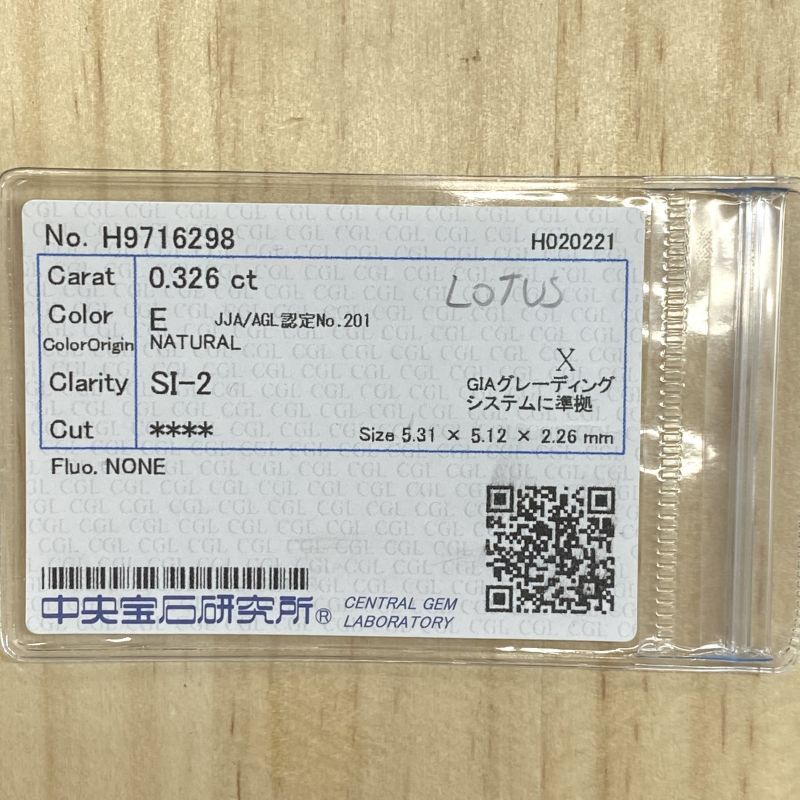 No. H9716298 H020221
Carat 0.326 ct LOTUS
Color E JJA/AGL認定No.201
ColorOrigin NATURAL
X
Clarity SI-2 GIAグレーディング
システムに準拠
Cut **** Size 5.31 × 5.12 × 2.26 mm
Fluo. NONE
中央宝石研究所® CENTRAL GEM
LABORATORY